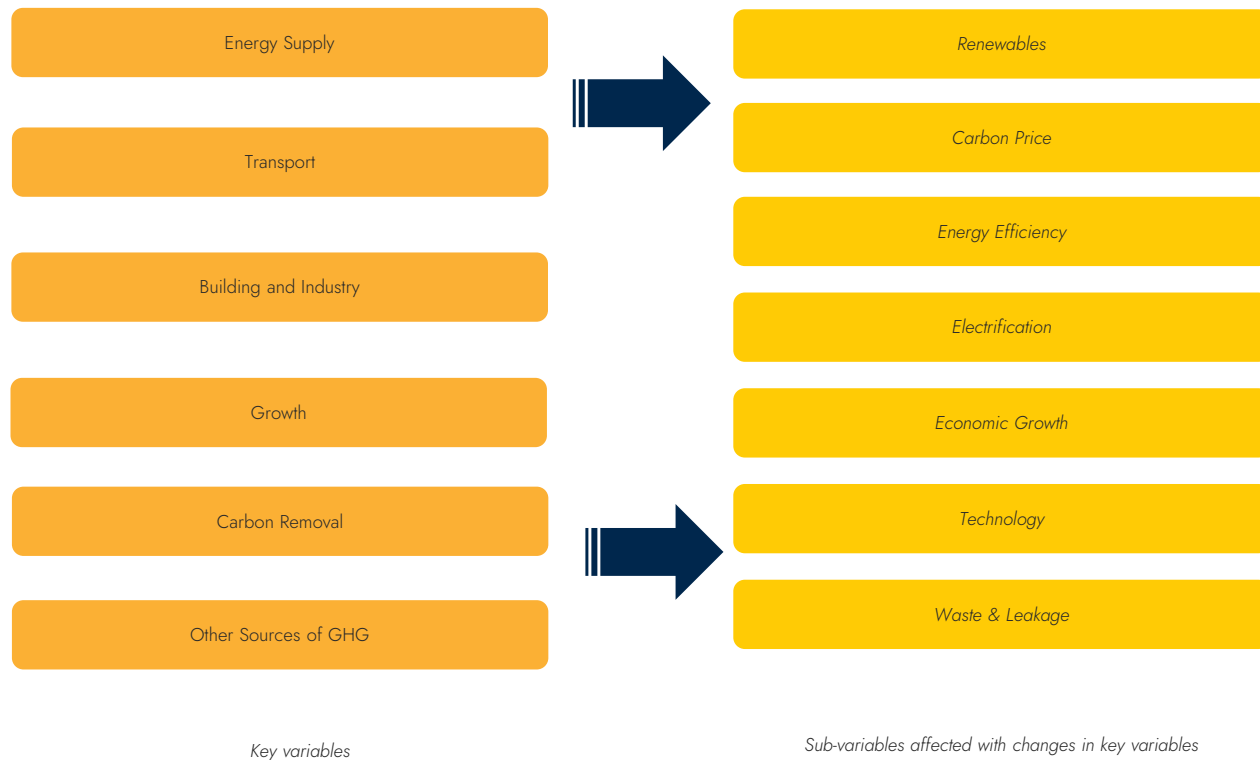 Energy Supply
Transport
Building and Industry
Growth
Carbon Removal
Other Sources of GHG
Key variables
Renewables
Carbon Price
Energy Efficiency
Electrification
Economic Growth
Technology
Waste & Leakage
Sub-variables affected with changes in key variables